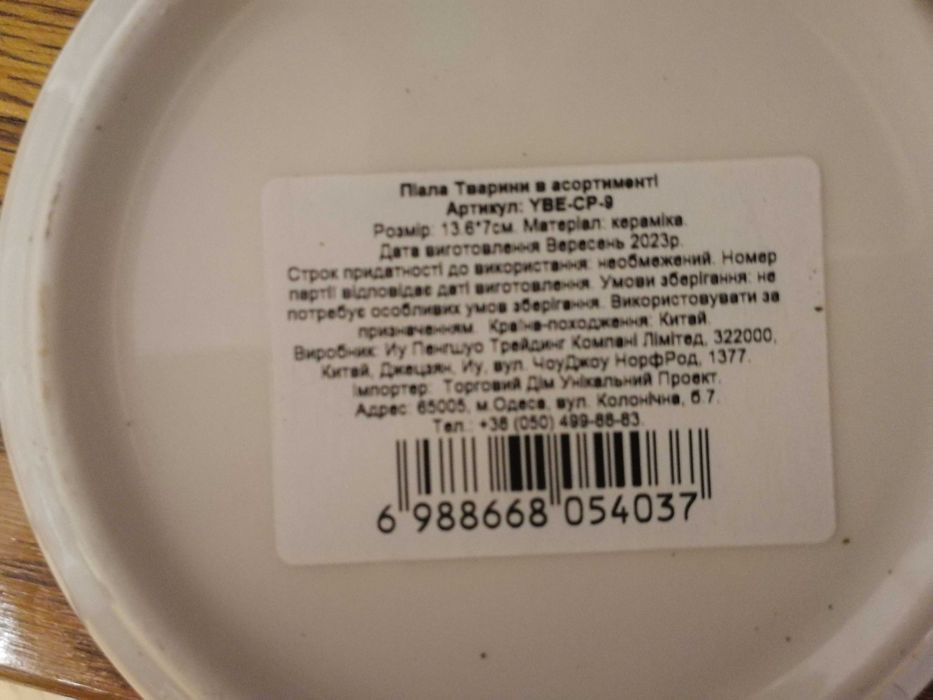 Піала Тварини в асортименті
Артикул: YBE-CP-9
Розмір: 13.6*7см. Матеріал: кераміка.
Дата виготовлення Вересень 2023р.
Строк придатності до використання: необмежений. Номер
партії відповідає даті виготовлення. Умови зберігання: не
потребує особливих умов зберігання. Використовувати за
призначенням. Країна-походження: Китай.
Виробник: Иу Пенгшуо Трейдинг Компані Лімітед, 322000,
Китай, Джецзян, Иу, вул. ЧоуДжоу НорфРод, 1377.
Імпортер: Торговий Дім Унікальний Проект.
Адрес: 65005, м.Одеса, вул. Колонічна, б.7.
Тел.: +38 (050) 499-88-83.
6 988668 054037